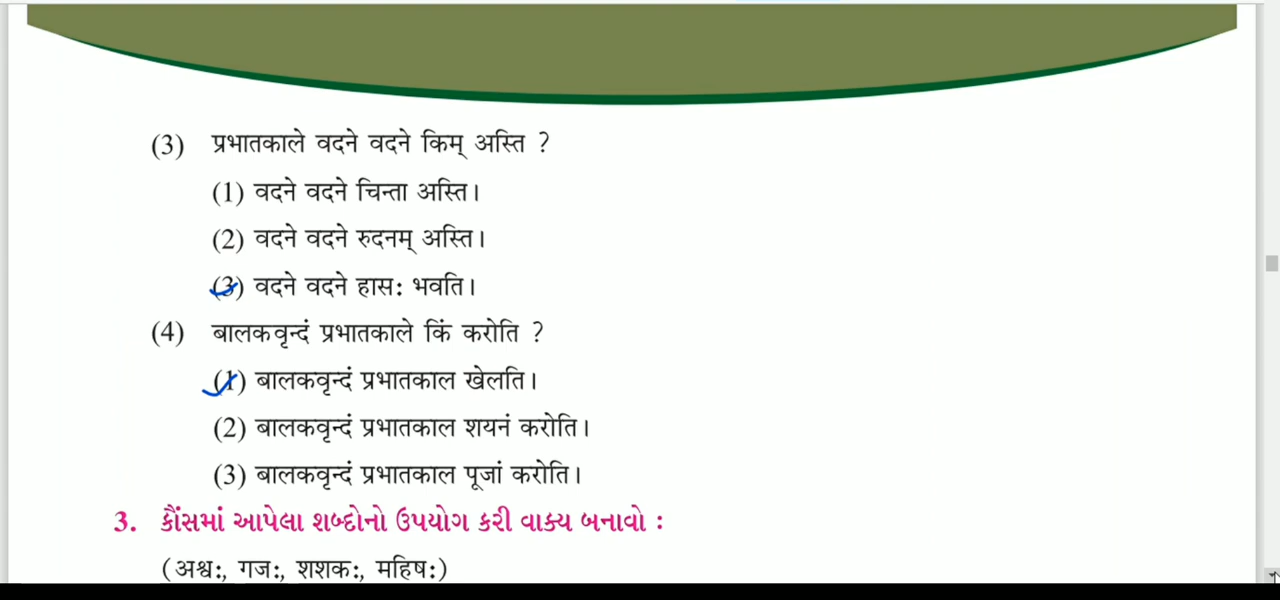 (3) प्रभातकाले वदने वदने किम् अस्ति ?
(1) वदने वदने चिन्ता अस्ति।
(2) वदने वदने रुदनम् अस्ति।
(3) वदने वदने हासः भवति।
(4) बालकवृन्दं प्रभातकाले किं करोति ?
(1) बालकवृन्दं प्रभातकाल खेलति।
(2) बालकवृन्दं प्रभातकाल शयनं करोति।
(3) बालकवृन्दं प्रभातकाल पूजां करोति।
3. કૌંસમાં આપેલા શબ્દોનો ઉપયોગ કરી વાક્ય બનાવો :
(अश्वः, गजः, शशकः, महिषः)